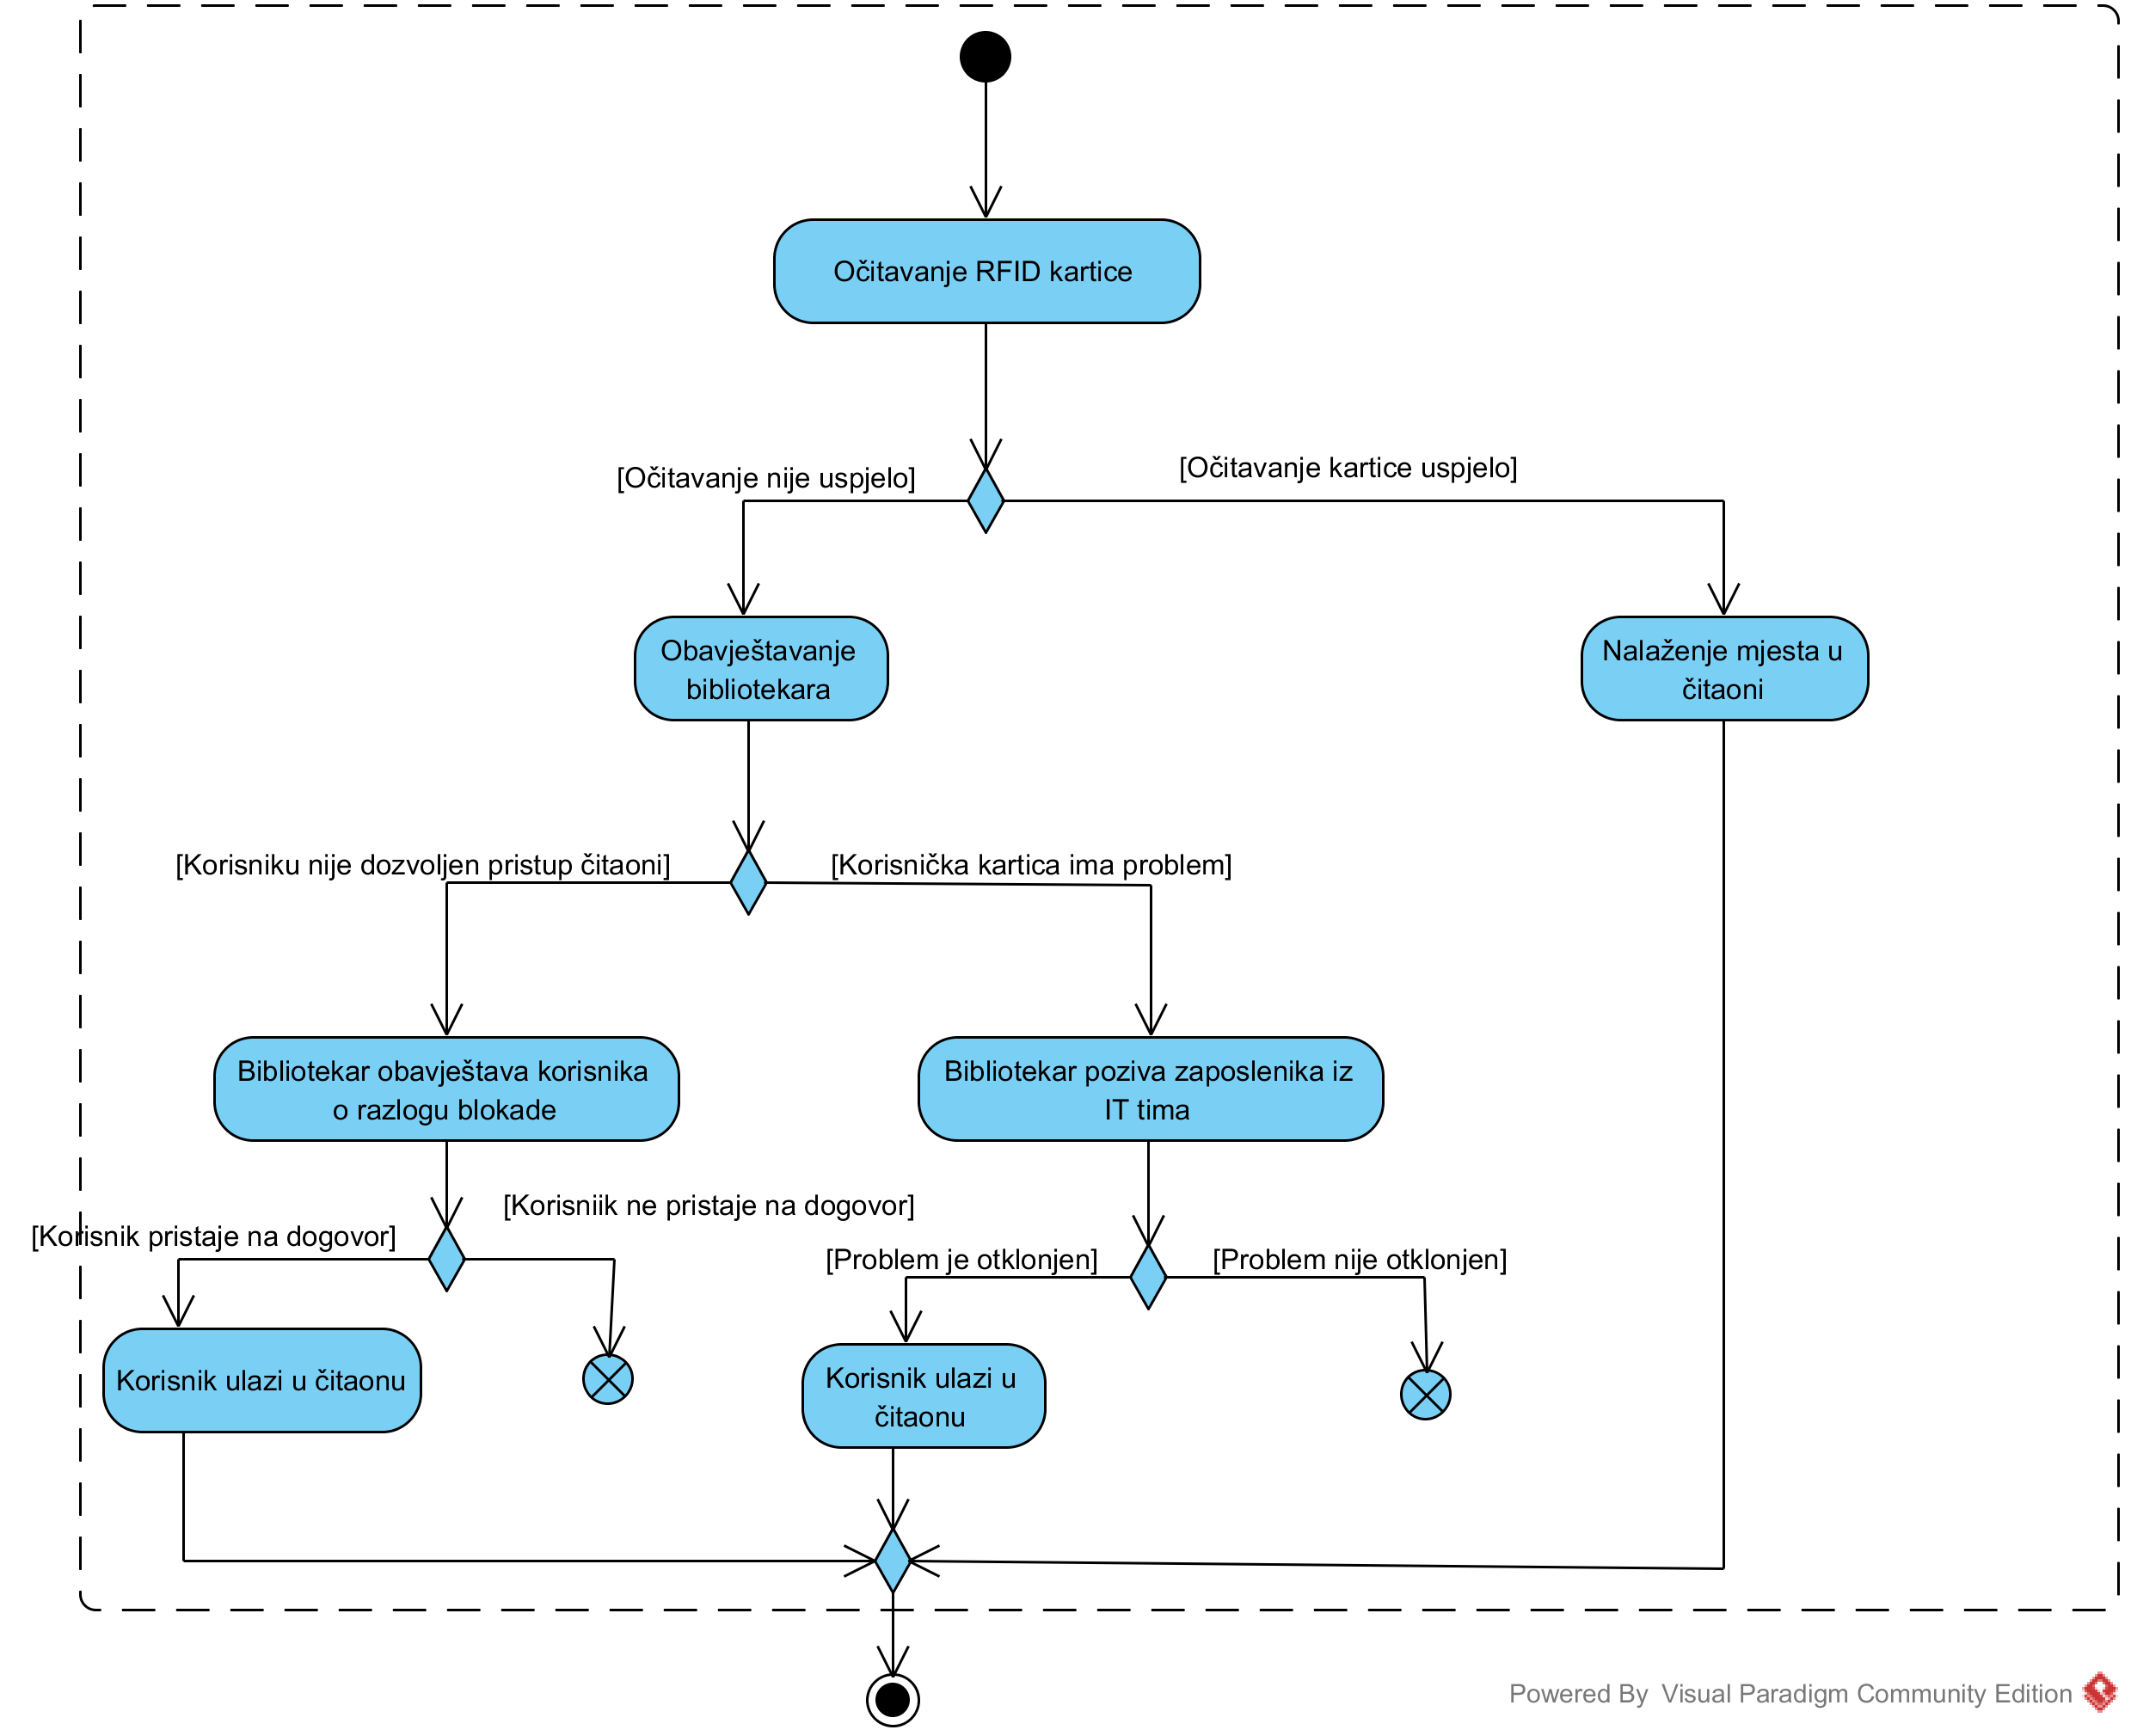 Očitavanje RFID kartice
[Očitavanje nije uspjelo]
[Očitavanje kartice uspjelo]
Obavještavanje
bibliotekara
Nalaženje mjesta u
čitaoni
[Korisniku nije dozvoljen pristup čitaoni]
[Korisnička kartica ima problem]
Bibliotekar obavještava korisnika
o razlogu blokade
Bibliotekar poziva zaposlenika iz
IT tima
[Korisnik pristaje na dogovor]
[Korisniik ne pristaje na dogovor]
[Problem je otklonjen]
[Problem nije otklonjen]
Korisnik ulazi u čitaonu
Korisnik ulazi u
čitaonu
Powered By Visual Paradigm Community Edition